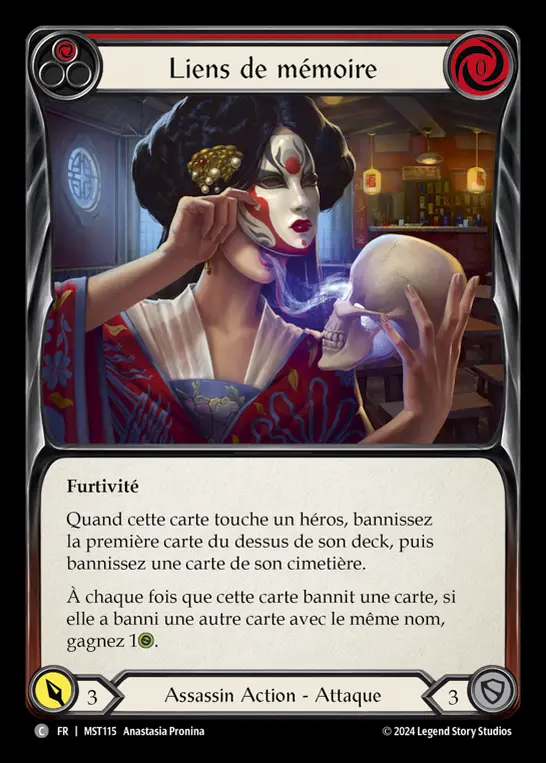 Liens de mémoire
0
Furtivité
Quand cette carte touche un héros, bannissez
la première carte du dessus de son deck, puis
bannissez une carte de son cimetière.
À chaque fois que cette carte bannit une carte, si
elle a banni une autre carte avec le même nom,
gagnez 1.
3
Assassin Action - Attaque
3
C FR | MST115 Anastasia Pronina
© 2024 Legend Story Studios